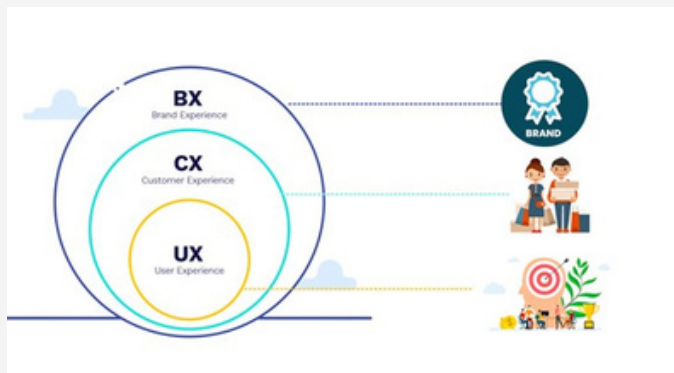 BX
Brand Experience
BRAND
CX
Customer Experience
UX
User Experience